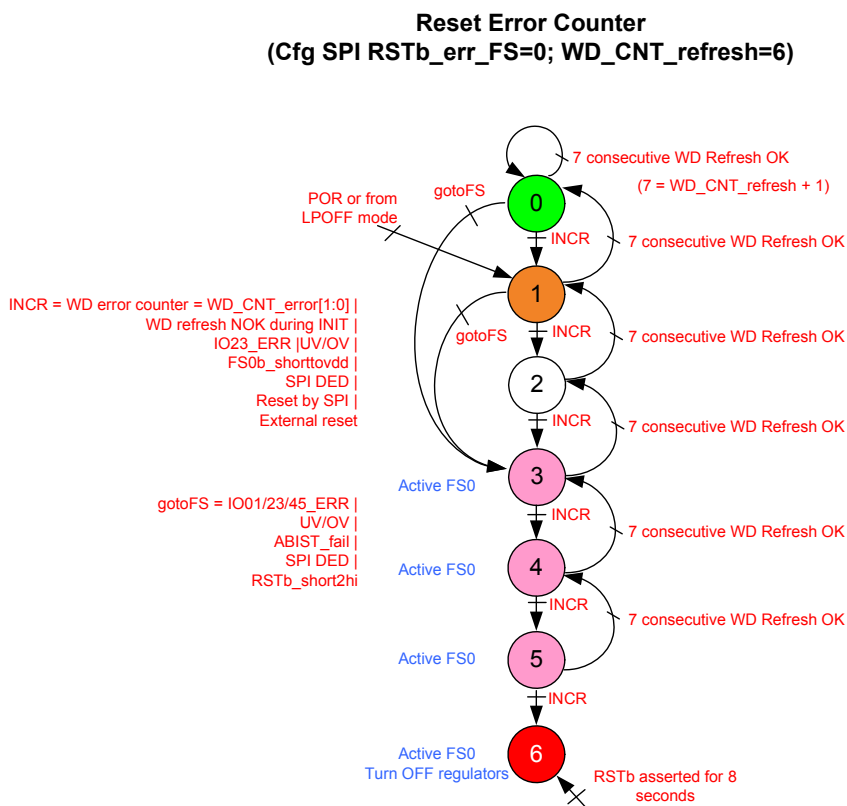 Reset Error Counter
(Cfg SPI RSTb_err_FS=0; WD_CNT_refresh=6)
7 consecutive WD Refresh OK
(7 = WD_CNT_refresh + 1)
gotoFS
POR or from
LPOFF mode
0
INCR
7 consecutive WD Refresh OK
1
INCR = WD error counter = WD_CNT_error[1:0] |
WD refresh NOK during INIT |
IO23_ERR |UV/OV |
FS0b_shorttovdd |
SPI DED |
Reset by SPI |
External reset
gotoFS
INCR
7 consecutive WD Refresh OK
2
INCR
7 consecutive WD Refresh OK
Active FS0
3
INCR
gotoFS = IO01/23/45_ERR |
UV/OV |
ABIST_fail |
SPI DED |
RSTb_short2hi
7 consecutive WD Refresh OK
Active FS0
4
INCR
7 consecutive WD Refresh OK
Active FS0
5
INCR
Active FS0
Turn OFF regulators
6
RSTb asserted for 8
seconds